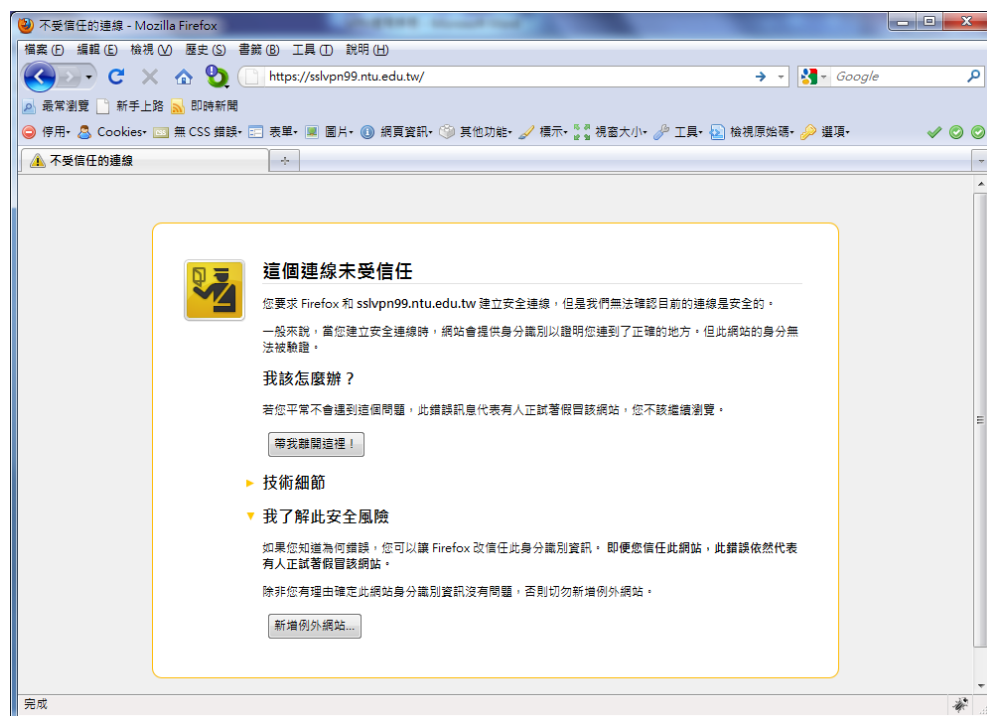 不受信任的連線 - Mozilla Firefox
檔案(F) 編輯(E) 檢視(V) 歷史(S) 書籤(B) 工具(T) 說明(H)
https://sslvpn99.ntu.edu.tw/ Google
最常瀏覽 新手上路 即時新聞
停用 Cookies 無 CSS 錯誤 表單 圖片 網頁資訊 其他功能 標示 視窗大小 工具 檢視原始碼 選項
不受信任的連線
這個連線未受信任
您要求 Firefox 和 sslvpn99.ntu.edu.tw 建立安全連線，但是我們無法確認目前的連線是安全的。
一般來說，當您建立安全連線時，網站會提供身分識別以證明您連到了正確的地方。但此網站的身分無
法被驗證。
我該怎麼辦？
若您平常不會遇到這個問題，此錯誤訊息代表有人正試著假冒該網站，您不該繼續瀏覽。
帶我離開這裡！
技術細節
我了解此安全風險
如果您知道為何錯誤，您可以讓 Firefox 改信任此身分識別資訊。即便您信任此網站，此錯誤依然代表
有人正試著假冒該網站。
除非您有理由確定此網站身分識別資訊沒有問題，否則切勿新增例外網站。
新增例外網站...
完成